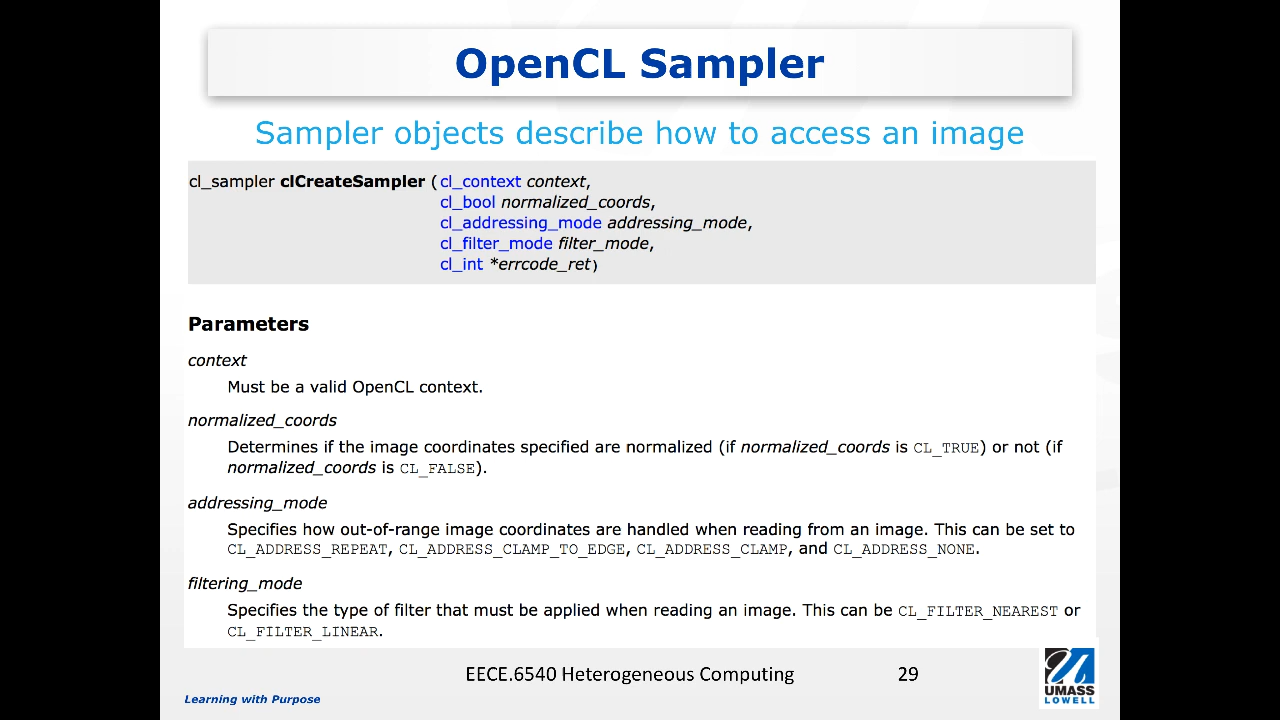 OpenCL Sampler
Sampler objects describe how to access an image
cl_sampler clCreateSampler ( cl_context context,
cl_bool normalized_coords,
cl_addressing_mode addressing_mode,
cl_filter_mode filter_mode,
cl_int *errcode_ret)
Parameters
context
Must be a valid OpenCL context.
normalized_coords
Determines if the image coordinates specified are normalized (if normalized_coords is CL_TRUE) or not (if
normalized_coords is CL_FALSE).
addressing_mode
Specifies how out-of-range image coordinates are handled when reading from an image. This can be set to
CL_ADDRESS_REPEAT, CL_ADDRESS_CLAMP_TO_EDGE, CL_ADDRESS_CLAMP, and CL_ADDRESS_NONE.
filtering_mode
Specifies the type of filter that must be applied when reading an image. This can be CL_FILTER_NEAREST or
CL_FILTER_LINEAR.
EECE.6540 Heterogeneous Computing 29
Learning with Purpose
UMASS
LOWELL